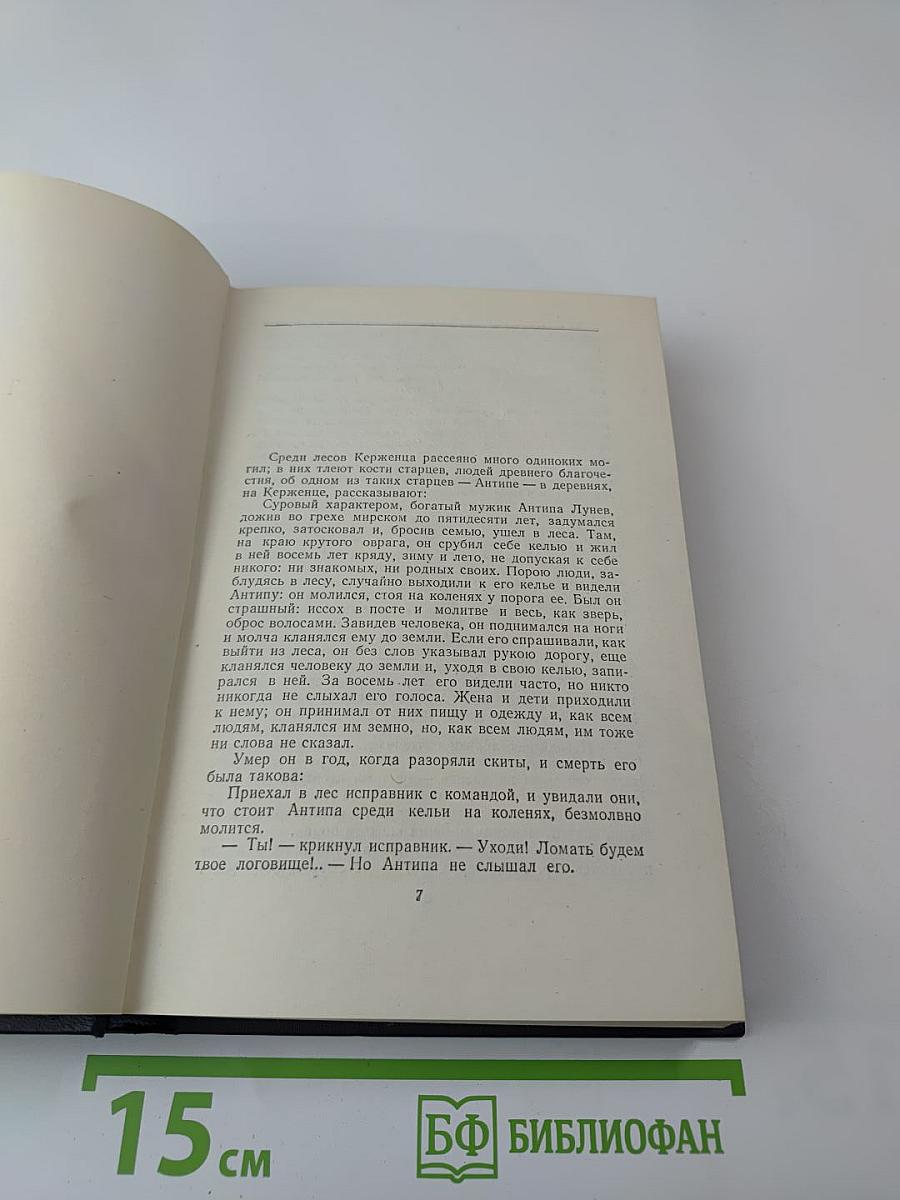 Среди лесов Керженца рассеяно много одиноких мо-
гил; в них тлеют кости старцев, людей древнего благоче-
стия, об одном из таких старцев — Антипе — в деревнях,
на Керженце, рассказывают:
Суровый характером, богатый мужик Антипа Лунев,
дожив во грехе мирском до пятидесяти лет, задумался
крепко, затосковал и, бросив семью, ушел в леса. Там,
на краю крутого оврага, он срубил себе келью и жил
в ней восемь лет кряду, зиму и лето, не допуская к себе
никого: ни знакомых, ни родных своих. Порою люди, за-
блудясь в лесу, случайно выходили к его келье и видели
Антипу: он молился, стоя на коленях у порога ее. Был он
страшный: иссох в посте и молитве и весь, как зверь,
оброс волосами. Завидев человека, он поднимался на ноги
и молча кланялся ему до земли. Если его спрашивали, как
выйти из леса, он без слов указывал рукою дорогу, еще
кланялся человеку до земли и, уходя в свою келью, запи-
рался в ней. За восемь лет его видели часто, но никто
никогда не слыхал его голоса. Жена и дети приходили
к нему; он принимал от них пищу и одежду и, как всем
людям, кланялся им земно, но, как всем людям, им тоже
ни слова не сказал.
Умер он в год, когда разоряли скиты, и смерть его
была такова:
Приехал в лес исправник с командой, и увидали они,
что стоит Антипа среди кельи на коленях, безмолвно
молится.
— Ты! — крикнул исправник. — Уходи! Ломать будем
твое логовище!.. — Но Антипа не слышал его.
7
15 см
БФ БИБЛИОФАН